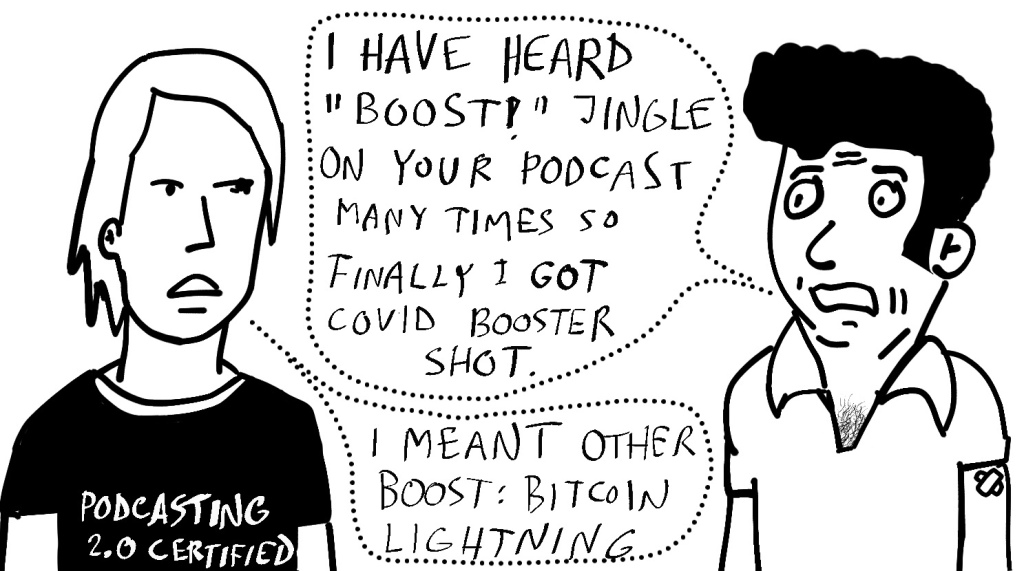 I HAVE HEARD
"BOOST!" JINGLE
ON YOUR PODCAST
MANY TIMES SO
FINALLY I GOT
COVID BOOSTER
SHOT.
I MEANT OTHER
BOOST: BITCOIN
LIGHTNING
PODCASTING
2.0 CERTIFIED